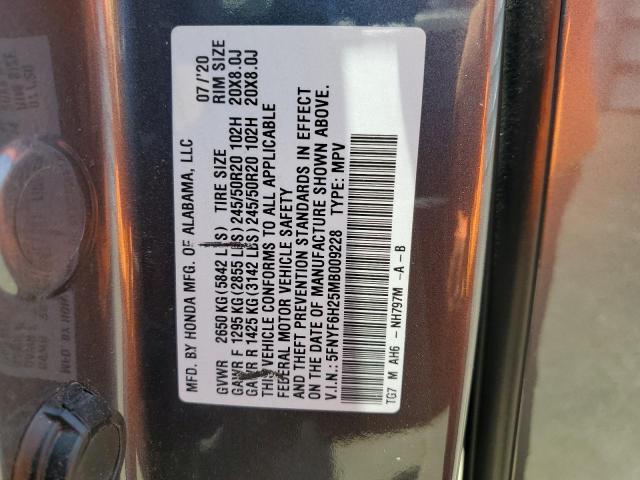 MFD. BY HONDA MFG. OF ALABAMA, LLC 07/'20
GVWR 2650 KG (5842 LBS) TIRE SIZE RIM SIZE
GAWR F 1295 KG (2855 LBS) 245/50R20 102H 20X8.0J
GAWR R 1425 KG (3142 LBS) 245/50R20 102H 20X8.0J
THIS VEHICLE CONFORMS TO ALL APPLICABLE
FEDERAL MOTOR VEHICLE SAFETY
AND THEFT PREVENTION STANDARDS IN EFFECT
ON THE DATE OF MANUFACTURE SHOWN ABOVE.
V.I.N.: 5FNYF6H25MB009228 TYPE: MPV
TG7 M AH6 - NH797M -A-B